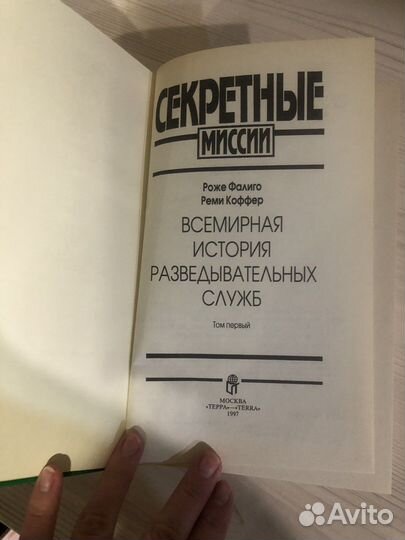 СЕКРЕТНЫЕ
МИССИИ
Роже Фалиго
Реми Коффер
ВСЕМИРНАЯ
ИСТОРИЯ
РАЗВЕДЫВАТЕЛЬНЫХ
СЛУЖБ
Том первый
МОСКВА
«ТЕРРА»—«TERRA»
1997
Avito